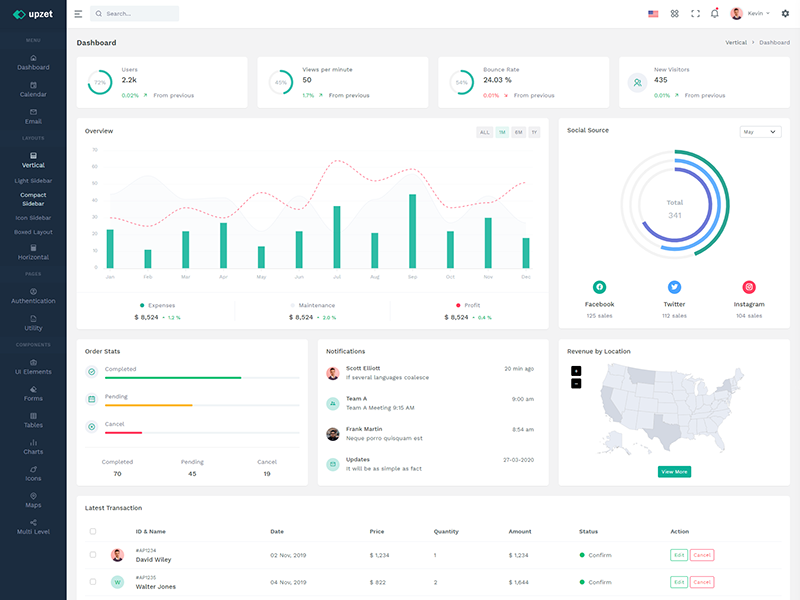 upzet
Search...
Kevin
MENU
Dashboard
Calendar
Email
LAYOUTS
Vertical
Light Sidebar
Compact
Sidebar
Icon Sidebar
Boxed Layout
Horizontal
PAGES
Authentication
Utility
COMPONENTS
UI Elements
Forms
Tables
Charts
Icons
Maps
Multi Level
Dashboard
Vertical > Dashboard
72%
Users
2.2k
0.02% ↗ From previous
45%
Views per minute
50
1.7% ↗ From previous
54%
Bounce Rate
24.03 %
0.01% ↘ From previous
New Visitors
435
0.01% ↗ From previous
Overview
ALL 1M 6M 1Y
70
60
50
40
30
20
10
0
Jan Feb Mar Apr May Jun Jul Aug Sep Oct Nov Dec
Expenses
$ 8,524 • 1.2 %
Maintenance
$ 8,524 • 2.0 %
Profit
$ 8,524 • 0.4 %
Social Source
May
Total
341
Facebook
125 sales
Twitter
112 sales
Instagram
104 sales
Order Stats
Completed
Pending
Cancel
Completed Pending Cancel
70 45 19
Notifications
Scott Elliott 20 min ago
If several languages coalesce
Team A 9:00 am
Team A Meeting 9:15 AM
Frank Martin 8:54 am
Neque porro quisquam est
Updates 27-03-2020
It will be as simple as fact
Revenue by Location
+
−
View More
Latest Transaction
ID & Name Date Price Quantity Amount Status Action
#AP1234
David Wiley 02 Nov, 2019 $ 1,234 1 $ 1,234 Confirm Edit Cancel
W
#AP1235
Walter Jones 04 Nov, 2019 $ 822 2 $ 1,644 Confirm Edit Cancel